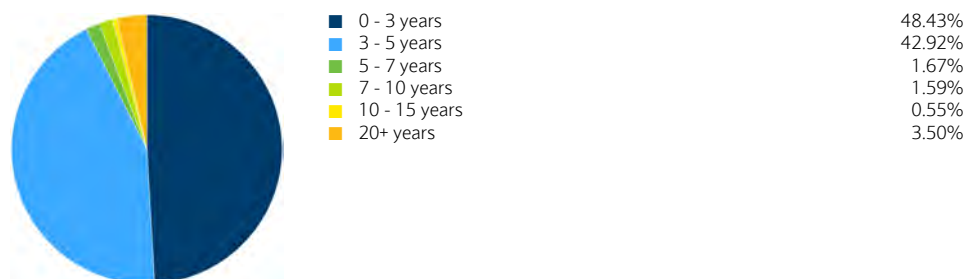 0 - 3 years 48.43%
3 - 5 years 42.92%
5 - 7 years 1.67%
7 - 10 years 1.59%
10 - 15 years 0.55%
20+ years 3.50%